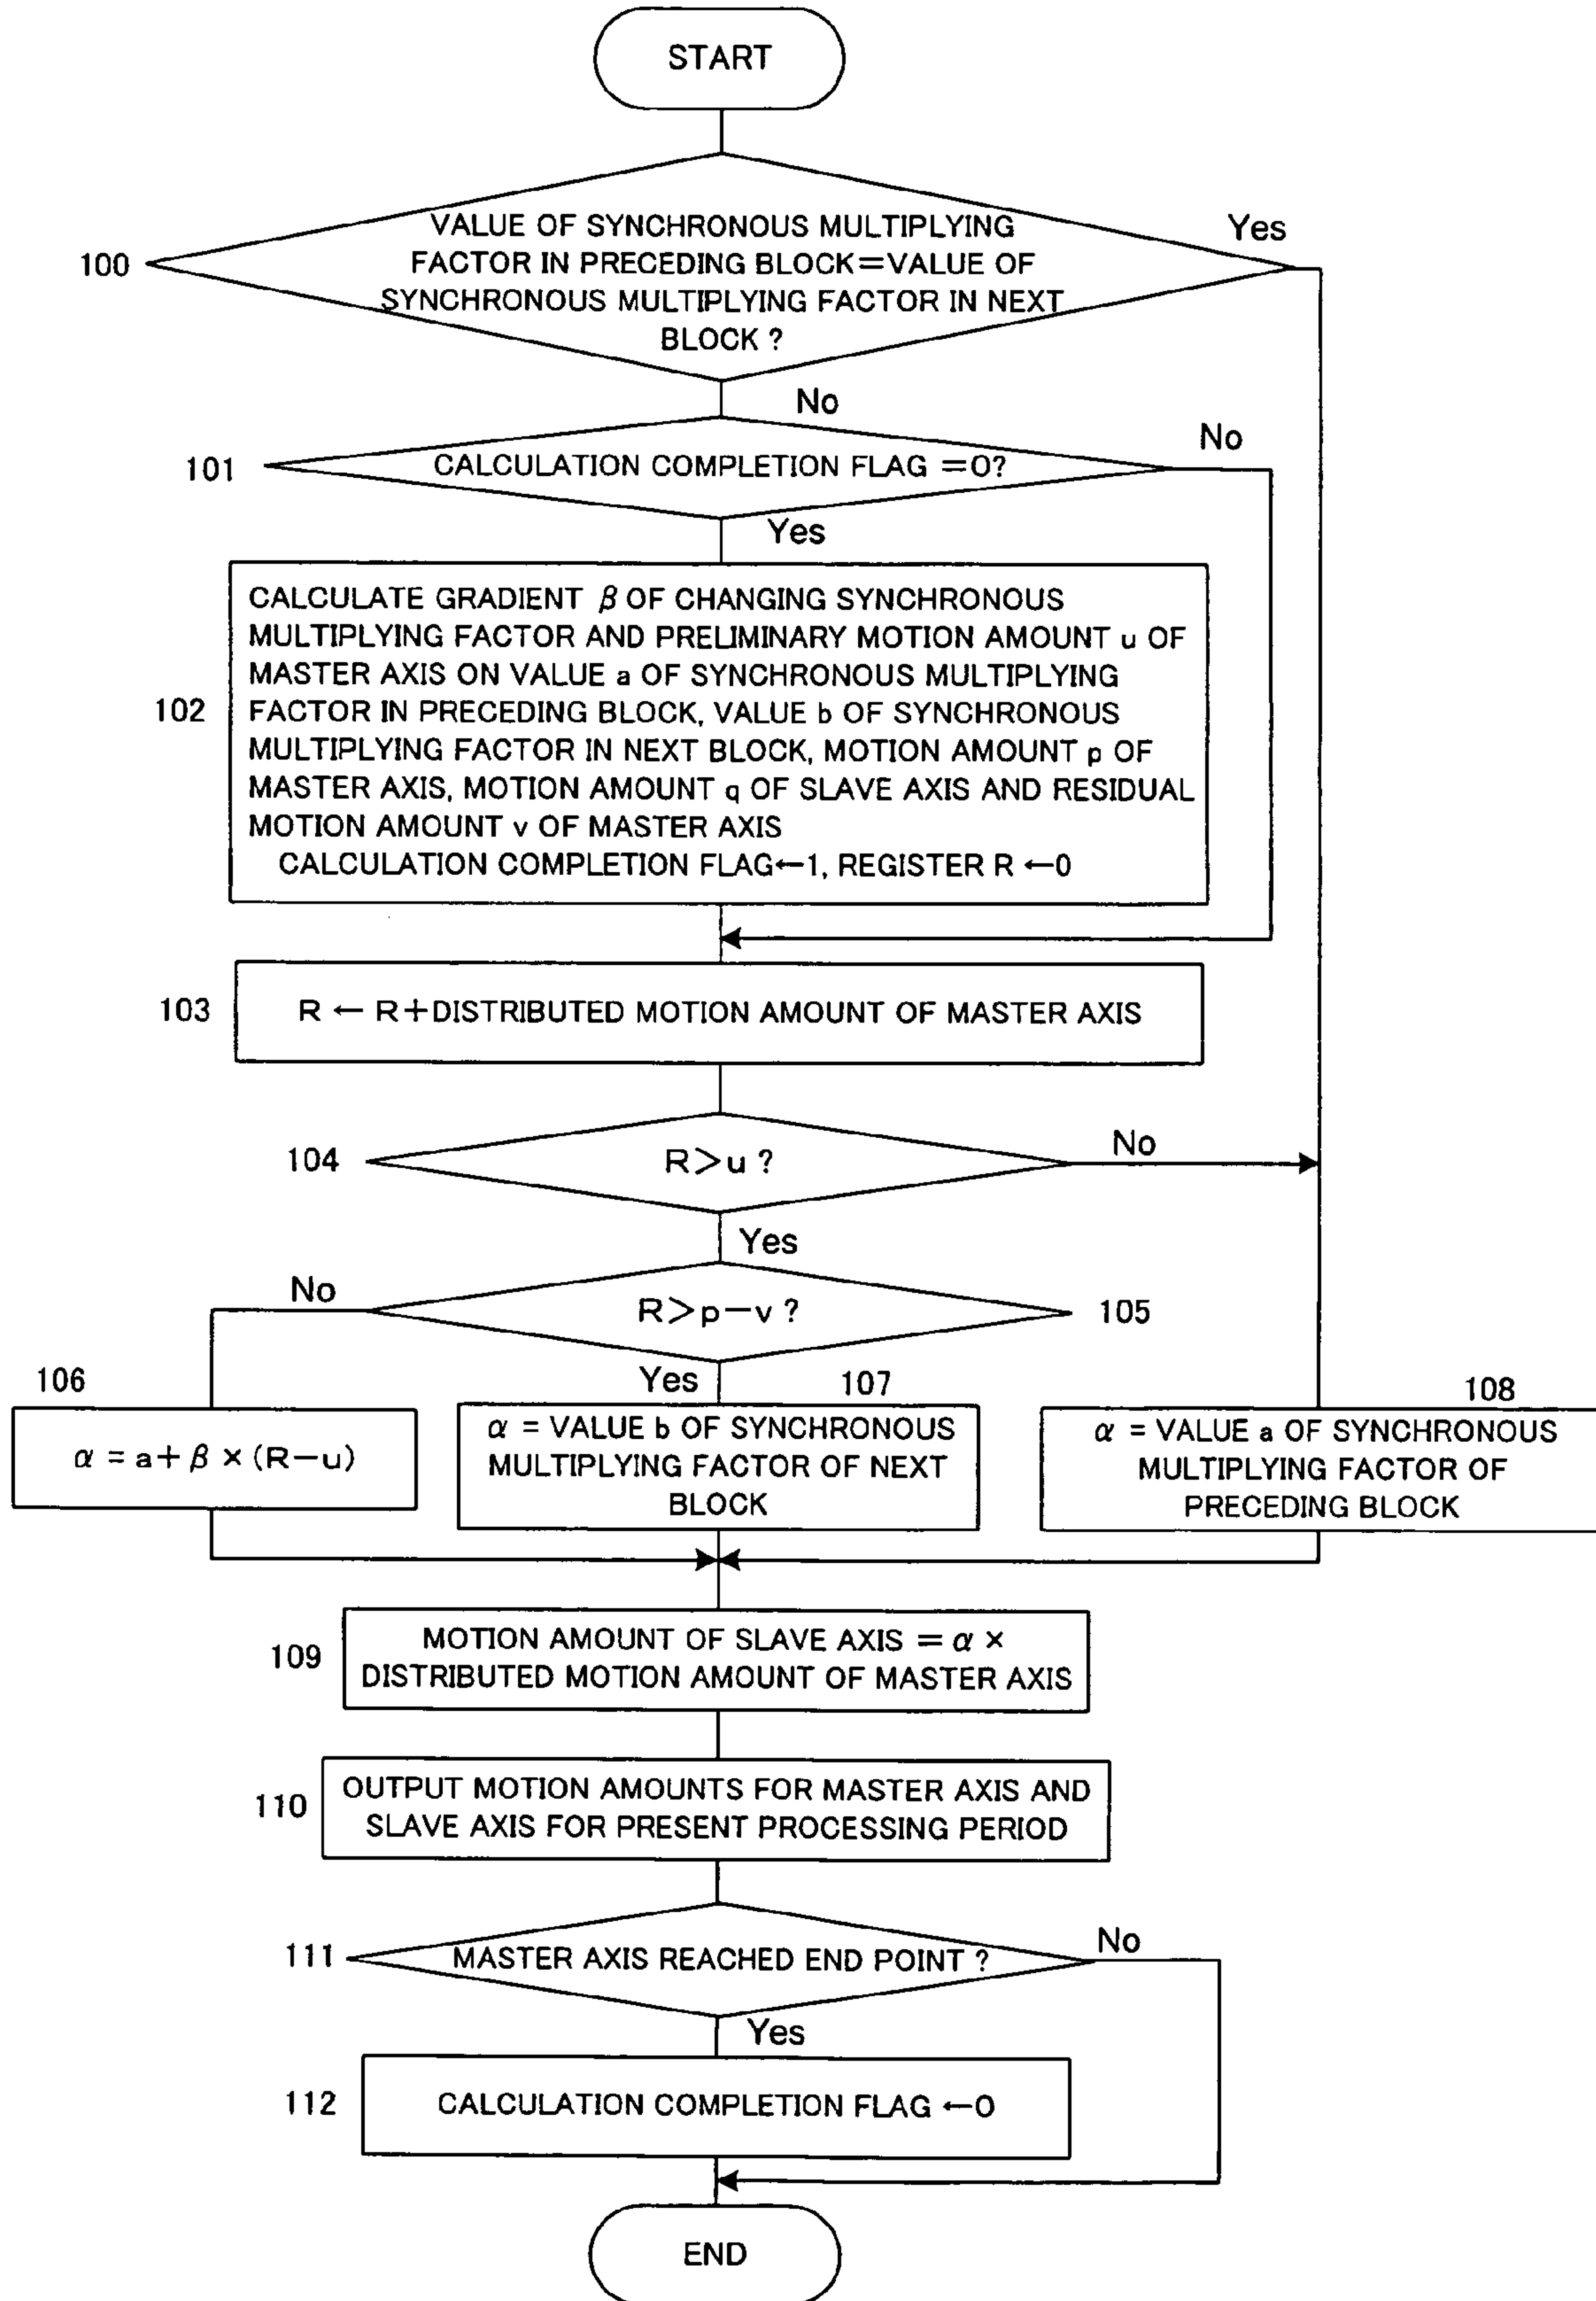 START
VALUE OF SYNCHRONOUS MULTIPLYING
FACTOR IN PRECEDING BLOCK=VALUE OF
SYNCHRONOUS MULTIPLYING FACTOR IN NEXT
BLOCK ?
100
Yes
No
101
CALCULATION COMPLETION FLAG =0?
No
Yes
102
CALCULATE GRADIENT β OF CHANGING SYNCHRONOUS
MULTIPLYING FACTOR AND PRELIMINARY MOTION AMOUNT u OF
MASTER AXIS ON VALUE a OF SYNCHRONOUS MULTIPLYING
FACTOR IN PRECEDING BLOCK, VALUE b OF SYNCHRONOUS
MULTIPLYING FACTOR IN NEXT BLOCK, MOTION AMOUNT p OF
MASTER AXIS, MOTION AMOUNT q OF SLAVE AXIS AND RESIDUAL
MOTION AMOUNT v OF MASTER AXIS
CALCULATION COMPLETION FLAG←1, REGISTER R ←0
103
R ← R+DISTRIBUTED MOTION AMOUNT OF MASTER AXIS
104
R>u ?
No
Yes
R>p−v ?
105
No
Yes
106
α = a+ β × (R−u)
107
α = VALUE b OF SYNCHRONOUS
MULTIPLYING FACTOR OF NEXT
BLOCK
108
α = VALUE a OF SYNCHRONOUS
MULTIPLYING FACTOR OF
PRECEDING BLOCK
109
MOTION AMOUNT OF SLAVE AXIS = α ×
DISTRIBUTED MOTION AMOUNT OF MASTER AXIS
110
OUTPUT MOTION AMOUNTS FOR MASTER AXIS AND
SLAVE AXIS FOR PRESENT PROCESSING PERIOD
111
MASTER AXIS REACHED END POINT ?
No
Yes
112
CALCULATION COMPLETION FLAG ←0
END